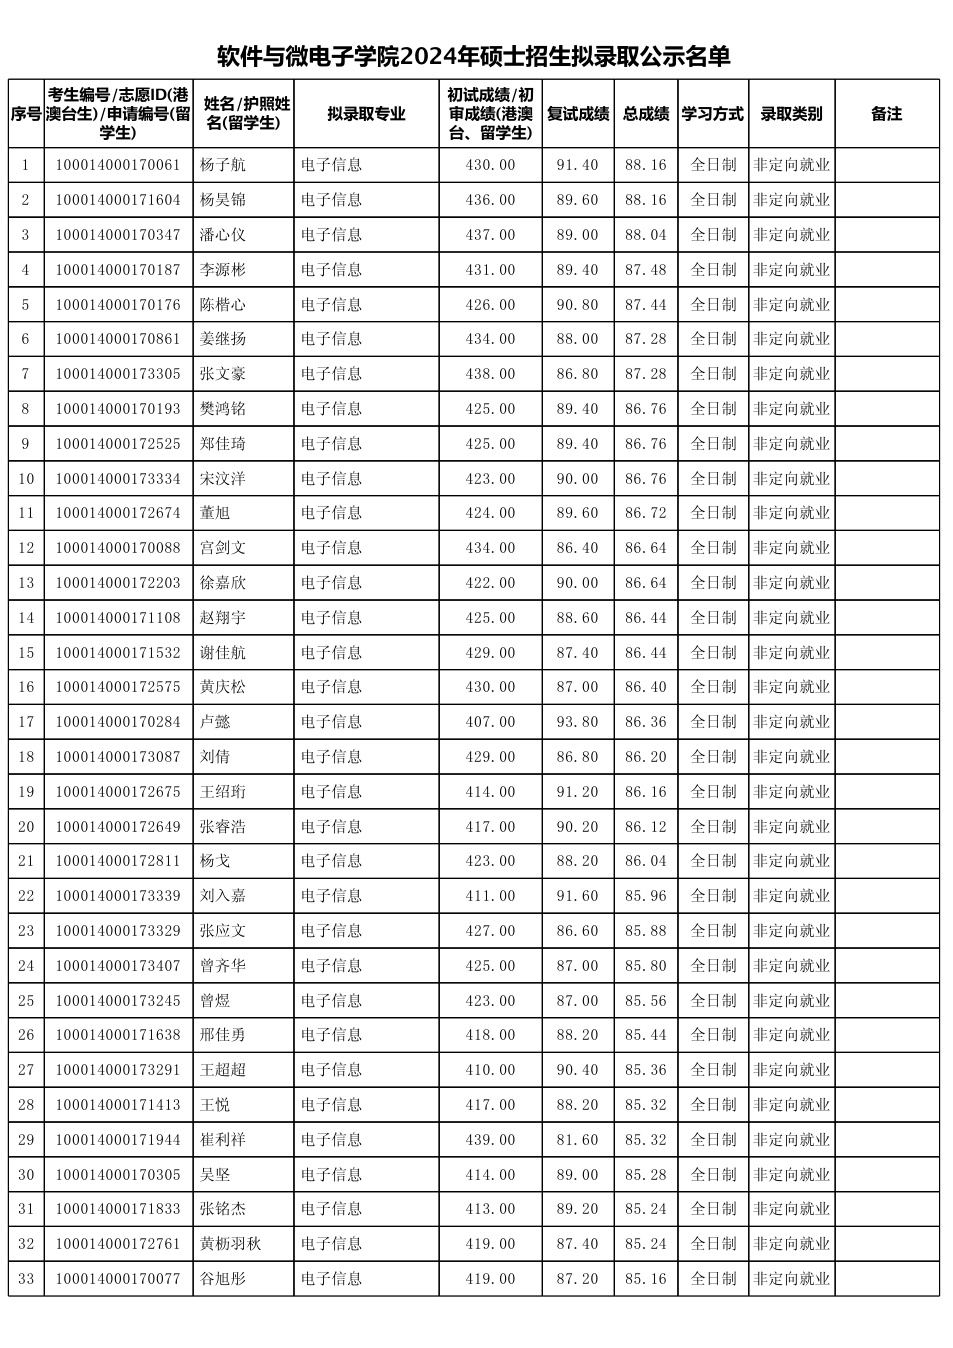 软件与微电子学院2024年硕士招生拟录取公示名单
序号 考生编号/志愿ID(港澳台生)/申请编号(留学生) 姓名/护照姓名(留学生) 拟录取专业 初试成绩/初审成绩(港澳台、留学生) 复试成绩 总成绩 学习方式 录取类别 备注
1 100014000170061 杨子航 电子信息 430.00 91.40 88.16 全日制 非定向就业
2 100014000171604 杨昊锦 电子信息 436.00 89.60 88.16 全日制 非定向就业
3 100014000170347 潘心仪 电子信息 437.00 89.00 88.04 全日制 非定向就业
4 100014000170187 李源彬 电子信息 431.00 89.40 87.48 全日制 非定向就业
5 100014000170176 陈楷心 电子信息 426.00 90.80 87.44 全日制 非定向就业
6 100014000170861 姜继扬 电子信息 434.00 88.00 87.28 全日制 非定向就业
7 100014000173305 张文豪 电子信息 438.00 86.80 87.28 全日制 非定向就业
8 100014000170193 樊鸿铭 电子信息 425.00 89.40 86.76 全日制 非定向就业
9 100014000172525 郑佳琦 电子信息 425.00 89.40 86.76 全日制 非定向就业
10 100014000173334 宋汶洋 电子信息 423.00 90.00 86.76 全日制 非定向就业
11 100014000172674 董旭 电子信息 424.00 89.60 86.72 全日制 非定向就业
12 100014000170088 宫剑文 电子信息 434.00 86.40 86.64 全日制 非定向就业
13 100014000172203 徐嘉欣 电子信息 422.00 90.00 86.64 全日制 非定向就业
14 100014000171108 赵翔宇 电子信息 425.00 88.60 86.44 全日制 非定向就业
15 100014000171532 谢佳航 电子信息 429.00 87.40 86.44 全日制 非定向就业
16 100014000172575 黄庆松 电子信息 430.00 87.00 86.40 全日制 非定向就业
17 100014000170284 卢懿 电子信息 407.00 93.80 86.36 全日制 非定向就业
18 100014000173087 刘倩 电子信息 429.00 86.80 86.20 全日制 非定向就业
19 100014000172675 王绍珩 电子信息 414.00 91.20 86.16 全日制 非定向就业
20 100014000172649 张睿浩 电子信息 417.00 90.20 86.12 全日制 非定向就业
21 100014000172811 杨戈 电子信息 423.00 88.20 86.04 全日制 非定向就业
22 100014000173339 刘入嘉 电子信息 411.00 91.60 85.96 全日制 非定向就业
23 100014000173329 张应文 电子信息 427.00 86.60 85.88 全日制 非定向就业
24 100014000173407 曾齐华 电子信息 425.00 87.00 85.80 全日制 非定向就业
25 100014000173245 曾煜 电子信息 423.00 87.00 85.56 全日制 非定向就业
26 100014000171638 邢佳勇 电子信息 418.00 88.20 85.44 全日制 非定向就业
27 100014000173291 王超超 电子信息 410.00 90.40 85.36 全日制 非定向就业
28 100014000171413 王悦 电子信息 417.00 88.20 85.32 全日制 非定向就业
29 100014000171944 崔利祥 电子信息 439.00 81.60 85.32 全日制 非定向就业
30 100014000170305 吴坚 电子信息 414.00 89.00 85.28 全日制 非定向就业
31 100014000171833 张铭杰 电子信息 413.00 89.20 85.24 全日制 非定向就业
32 100014000172761 黄枥羽秋 电子信息 419.00 87.40 85.24 全日制 非定向就业
33 100014000170077 谷旭彤 电子信息 419.00 87.20 85.16 全日制 非定向就业